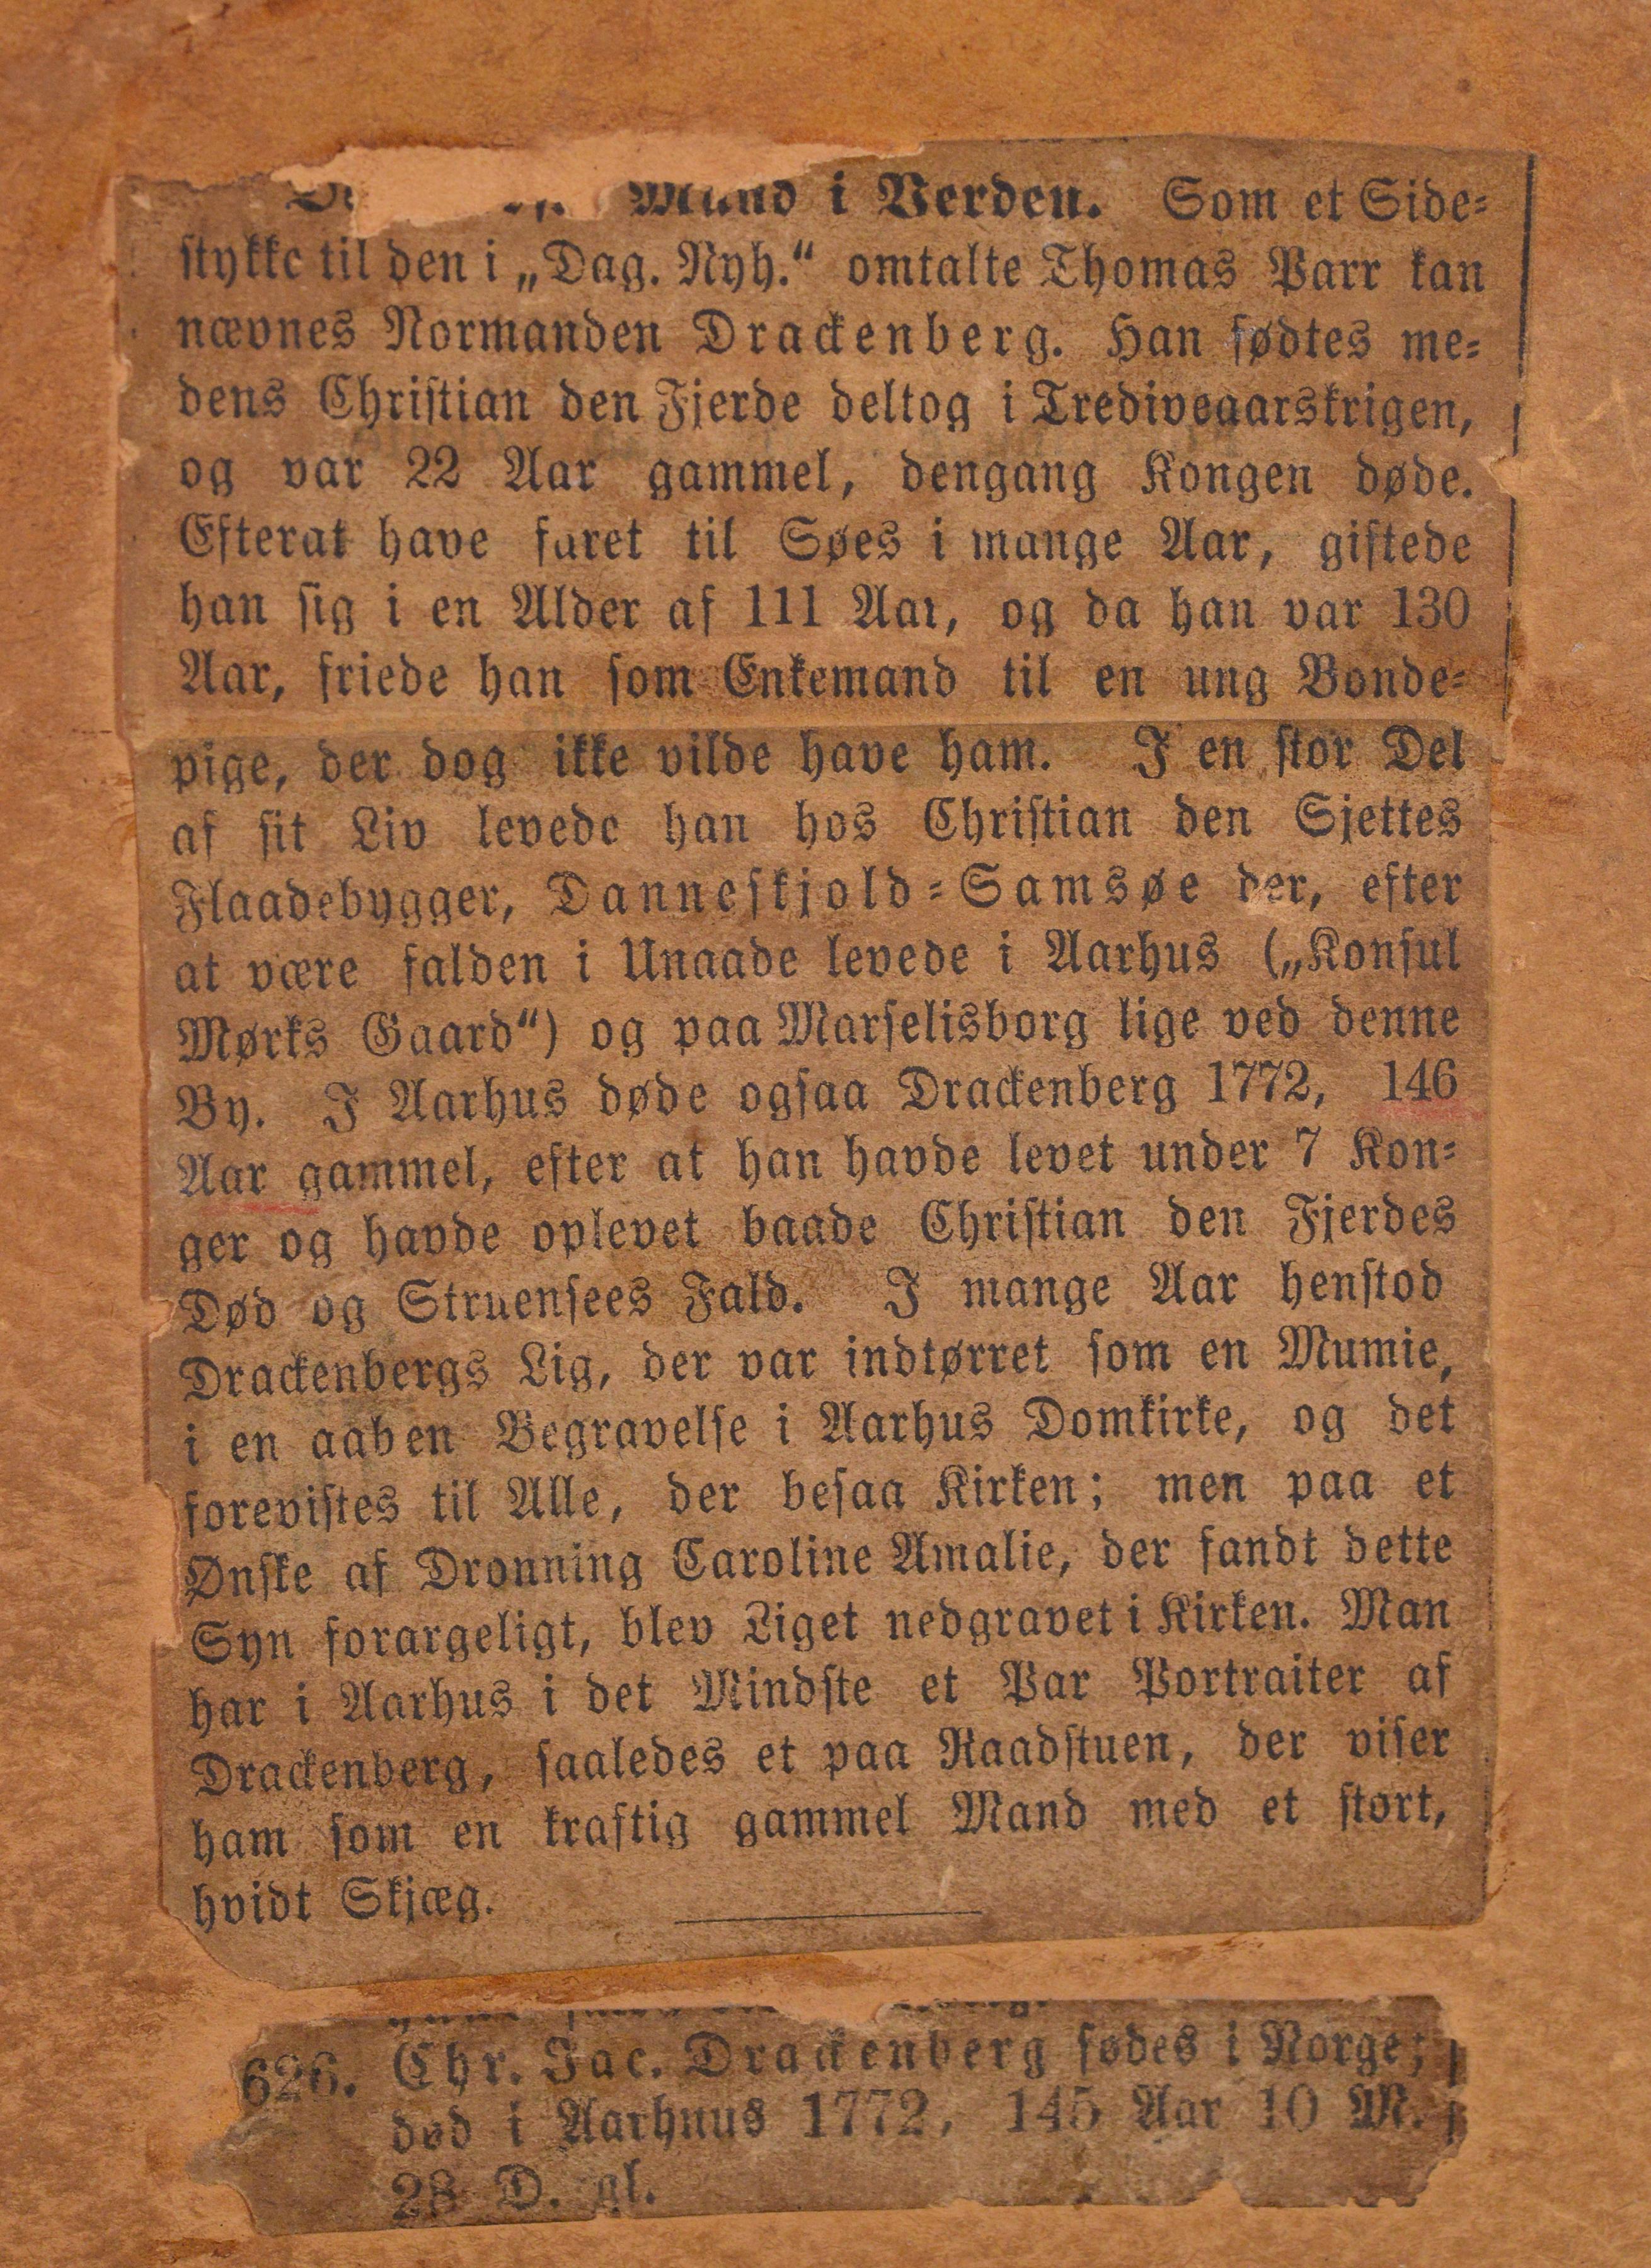 Mand i Verden. Som et Side-
stykke til den i „Dag. Nyh.“ omtalte Thomas Parr kan
nævnes Normanden Drackenberg. Han fødtes me-
dens Christian den Fjerde deltog i Trediveaarskrigen,
og var 22 Aar gammel, dengang Kongen døde.
Efterat have faret til Søes i mange Aar, giftede
han sig i en Alder af 111 Aar, og da han var 130
Aar, friede han som Enkemand til en ung Bonde-
pige, der dog ikke vilde have ham. I en stor Del
af sit Liv levede han hos Christian den Sjettes
Flaadebygger, Danneskjold-Samsøe der, efter
at være falden i Unaade levede i Aarhus („Konsul
Mørks Gaard“) og paa Marselisborg lige ved denne
By. I Aarhus døde ogsaa Drackenberg 1772, 146
Aar gammel, efter at han havde levet under 7 Kon-
ger og havde oplevet baade Christian den Fjerdes
Død og Struensees Fald. I mange Aar henstod
Drackenbergs Lig, der var indtørret som en Mumie,
i en aaben Begravelse i Aarhus Domkirke, og det
forevistes til Alle, der besaa Kirken; men paa et
Ønske af Dronning Caroline Amalie, der fandt dette
Syn forargeligt, blev Liget nedgravet i Kirken. Man
har i Aarhus i det Mindste et Par Portraiter af
Drackenberg, saaledes et paa Raadstuen, der viser
ham som en kraftig gammel Mand med et stort,
hvidt Skjæg.
626. Chr. Jac. Drackenberg fødes i Norge;
død i Aarhuus 1772, 145 Aar 10 M.
28 D. gl.